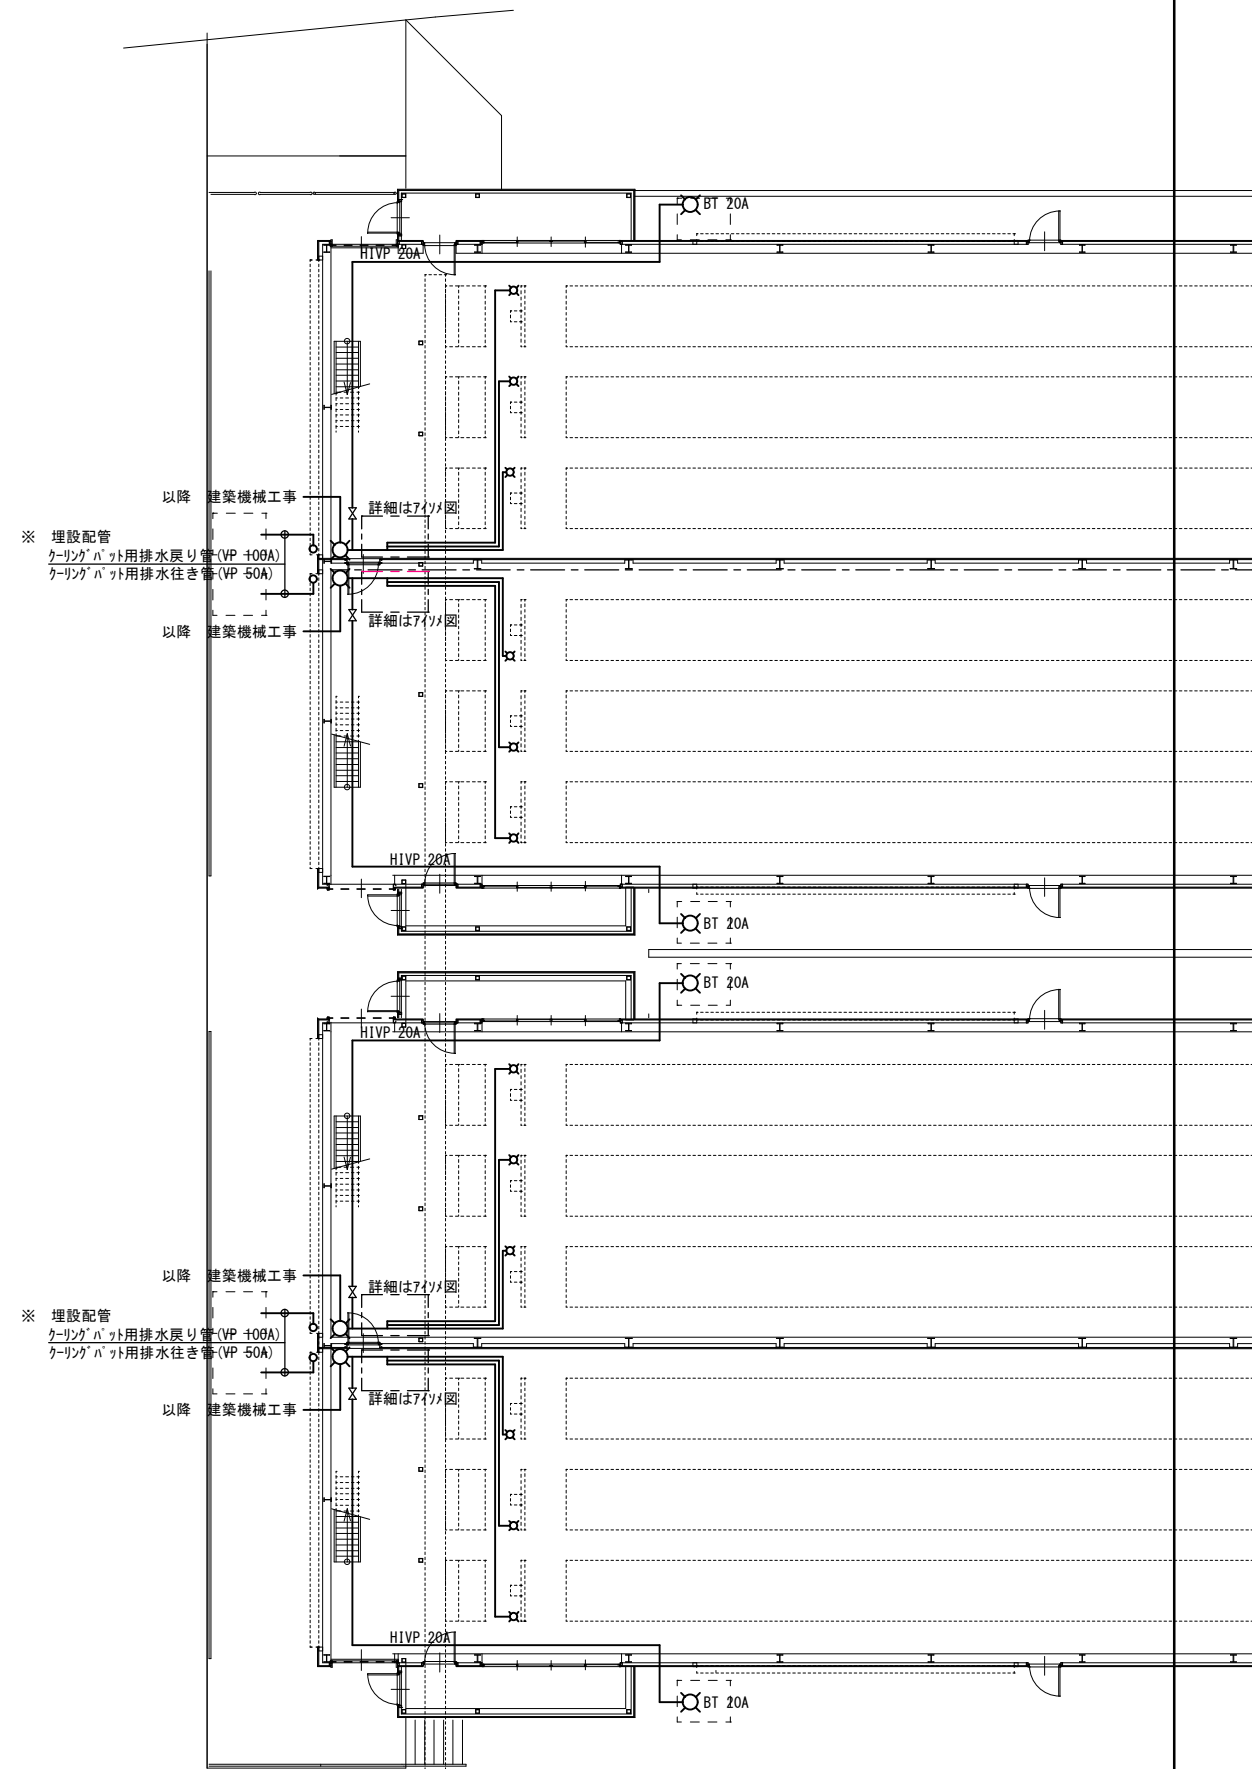 BT 20A
HIVP 20A
以降　建築機械工事
詳細はｱｲｿﾒ図
※　埋設配管
ｸｰﾘﾝｸﾞﾊﾟｯﾄ用排水戻り管(VP 100A)
ｸｰﾘﾝｸﾞﾊﾟｯﾄ用排水往き管(VP 50A)
詳細はｱｲｿﾒ図
以降　建築機械工事
HIVP 20A
BT 20A
BT 20A
HIVP 20A
以降　建築機械工事
詳細はｱｲｿﾒ図
※　埋設配管
ｸｰﾘﾝｸﾞﾊﾟｯﾄ用排水戻り管(VP 100A)
ｸｰﾘﾝｸﾞﾊﾟｯﾄ用排水往き管(VP 50A)
詳細はｱｲｿﾒ図
以降　建築機械工事
HIVP 20A
BT 20A